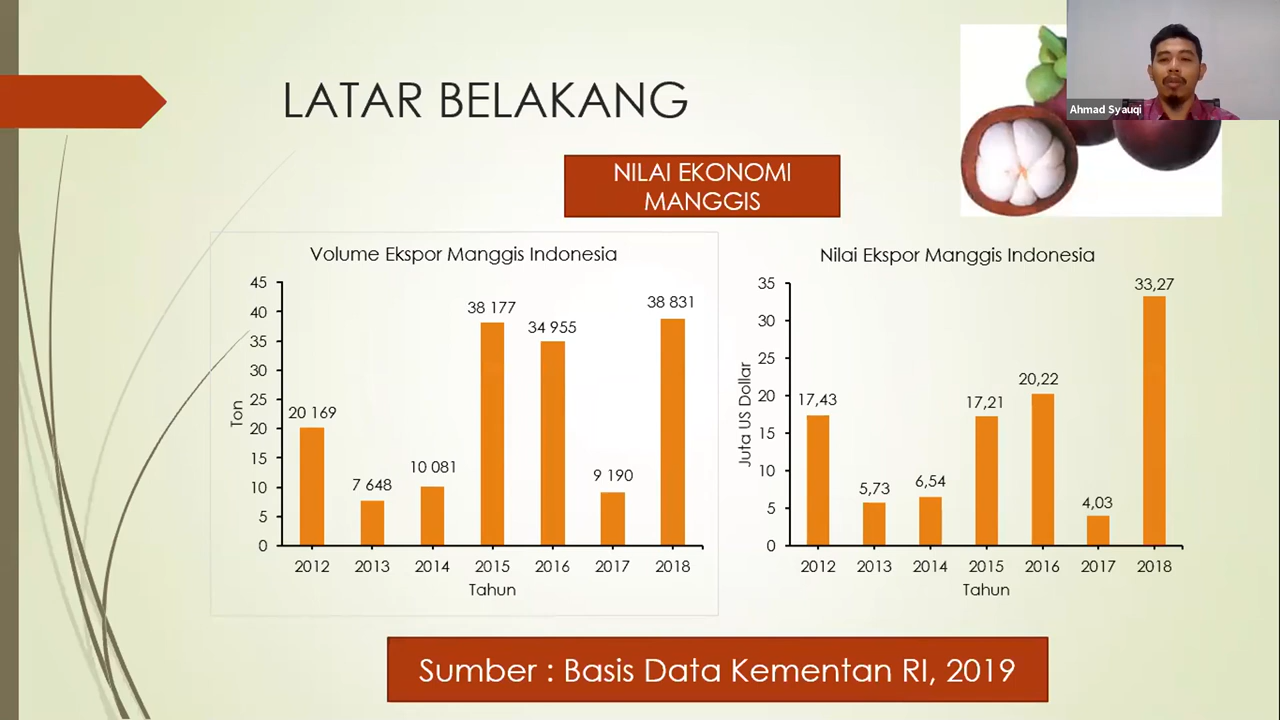 LATAR BELAKANG
Ahmad Syauqi
NILAI EKONOMI
MANGGIS
Volume Ekspor Manggis Indonesia
45
40
35
30
25
20
15
10
5
0
Ton
20 169
7 648
10 081
38 177
34 955
9 190
38 831
2012 2013 2014 2015 2016 2017 2018
Tahun
Nilai Ekspor Manggis Indonesia
35
30
25
20
15
10
5
0
Juta US Dollar
17,43
5,73
6,54
17,21
20,22
4,03
33,27
2012 2013 2014 2015 2016 2017 2018
Tahun
Sumber : Basis Data Kementan RI, 2019